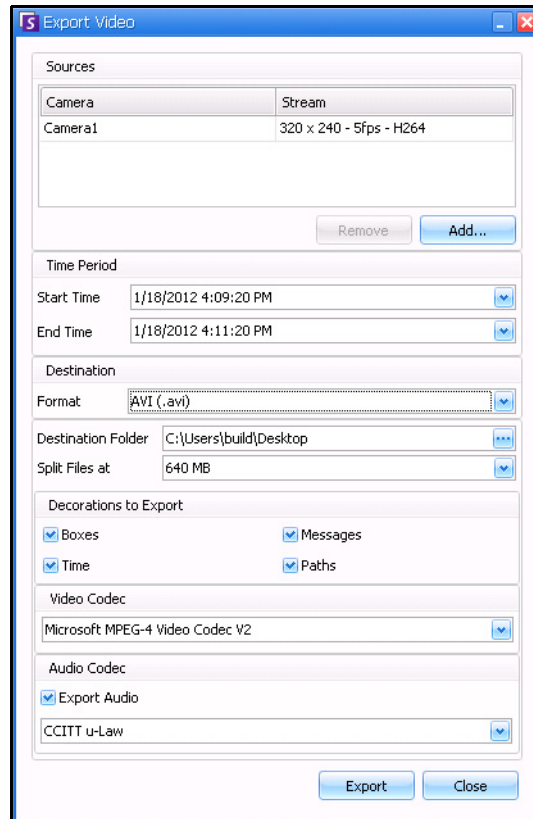 Export Video
Sources
Camera Stream
Camera1 320 x 240 - 5fps - H264
Remove Add...
Time Period
Start Time 1/18/2012 4:09:20 PM
End Time 1/18/2012 4:11:20 PM
Destination
Format AVI (.avi)
Destination Folder C:\Users\build\Desktop
Split Files at 640 MB
Decorations to Export
Boxes Messages
Time Paths
Video Codec
Microsoft MPEG-4 Video Codec V2
Audio Codec
Export Audio
CCITT u-Law
Export Close